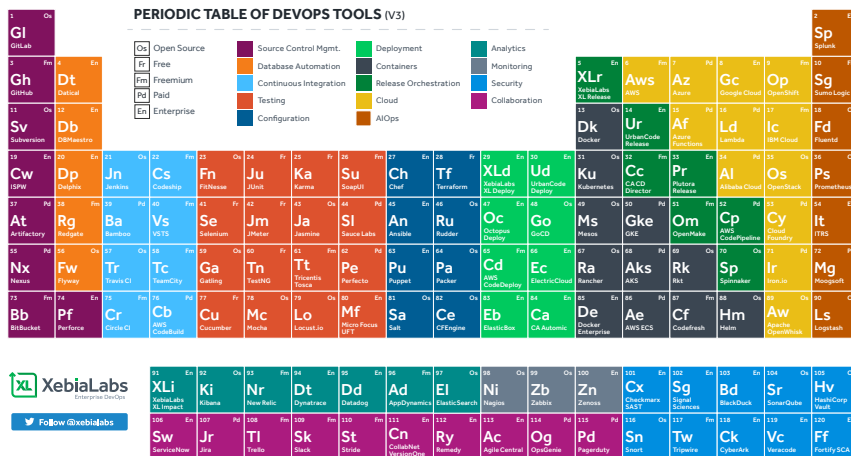 PERIODIC TABLE OF DEVOPS TOOLS (V3)
Os Open Source
Fr Free
Fm Freemium
Pd Paid
En Enterprise
Source Control Mgmt.
Database Automation
Continuous Integration
Testing
Configuration
Deployment
Containers
Release Orchestration
Cloud
AIOps
Analytics
Monitoring
Security
Collaboration
1 Os
Gl
GitLab
2 E
Sp
Splunk
3 Fm
Gh
GitHub
4 En
Dt
Datical
5 En
XLr
XebiaLabs
XL Release
6 Fm
Aws
AWS
7 Pd
Az
Azure
8 En
Gc
Google Cloud
9 Fm
Op
OpenShift
10
Sg
Sumo Logic
11 Os
Sv
Subversion
12 En
Db
DBMaestro
13 En
Dk
Docker
14 En
Ur
UrbanCode
Release
15 Pd
Af
Azure
Functions
16 Pd
Ld
Lambda
17 Fm
Ic
IBM Cloud
18
Fd
Fluentd
19 En
Cw
ISPW
20 En
Dp
Delphix
21 Os
Jn
Jenkins
22 Fm
Cs
Codeship
23 Os
Fn
FitNesse
24 Fr
Ju
JUnit
25 Fr
Ka
Karma
26 Fm
Su
SoapUI
27 En
Ch
Chef
28 Fr
Tf
Terraform
29 En
XLd
XebiaLabs
XL Deploy
30 En
Ud
UrbanCode
Deploy
31 Os
Ku
Kubernetes
32 En
Cc
CA CD
Director
33 En
Pr
Plutora
Release
34 Pd
Al
Alibaba Cloud
35 Os
Os
OpenStack
36
Ps
Prometheus
37 Pd
At
Artifactory
38 En
Rg
Redgate
39 Pd
Ba
Bamboo
40 Fm
Vs
VSTS
41 Fr
Se
Selenium
42 Fr
Jm
JMeter
43 Fr
Ja
Jasmine
44 Pd
Sl
Sauce Labs
45 En
An
Ansible
46 Os
Ru
Rudder
47 En
Oc
Octopus
Deploy
48 Os
Go
GoCD
49 Os
Ms
Mesos
50 Pd
Gke
GKE
51 Fm
Om
OpenMake
52 Pd
Cp
AWS
CodePipeline
53
Cy
Cloud
Foundry
54
It
ITRS
55 Pd
Nx
Nexus
56 Os
Fw
Flyway
57 Os
Tr
Travis CI
58 Fm
Tc
TeamCity
59 Os
Ga
Gatling
60 Fr
Tn
TestNG
61 Fm
Tt
Tricentis
Tosca
62 Pd
Pe
Perfecto
63 En
Pu
Puppet
64 Os
Pa
Packer
65 Pd
Cd
AWS
CodeDeploy
66 En
Ec
ElectricCloud
67 Os
Ra
Rancher
68 Pd
Aks
AKS
69 Os
Rk
Rkt
70 Os
Sp
Spinnaker
71 Pd
Ir
Iron.io
72
Mg
Moogsoft
73 Fm
Bb
BitBucket
74 En
Pf
Perforce
75 Fm
Cr
Circle CI
76 Pd
Cb
AWS
CodeBuild
77 Fr
Cu
Cucumber
78 Os
Mc
Mocha
79 Os
Lo
Locust.io
80 En
Mf
Micro Focus
UFT
81 Os
Sa
Salt
82 Os
Ce
CFEngine
83 En
Eb
ElasticBox
84 En
Ca
CA Automic
85 En
De
Docker
Enterprise
86 Pd
Ae
AWS ECS
87 Fm
Cf
Codefresh
88 Os
Hm
Helm
89 Os
Aw
Apache
OpenWhisk
90
Ls
Logstash
XL XebiaLabs
Enterprise DevOps
Follow @xebialabs
91 En
XLi
XebiaLabs
XL Impact
92 Os
Ki
Kibana
93 Fm
Nr
New Relic
94 En
Dt
Dynatrace
95 En
Dd
Datadog
96 Fm
Ad
AppDynamics
97 Os
El
ElasticSearch
98 Os
Ni
Nagios
99 Os
Zb
Zabbix
100 En
Zn
Zenoss
101 En
Cx
Checkmarx
SAST
102 En
Sg
Signal
Sciences
103 En
Bd
BlackDuck
104 Os
Sr
SonarQube
105 O
Hv
HashiCorp
Vault
106 En
Sw
ServiceNow
107 Pd
Jr
Jira
108 Fm
Tl
Trello
109 Fm
Sk
Slack
110 Fm
St
Stride
111 En
Cn
CollabNet
VersionOne
112 En
Ry
Remedy
113 En
Ac
Agile Central
114 Pd
Og
OpsGenie
115 Pd
Pd
Pagerduty
116 Os
Sn
Snort
117 Os
Tw
Tripwire
118 En
Ck
CyberArk
119 En
Vc
Veracode
120 E
Ff
Fortify SCA